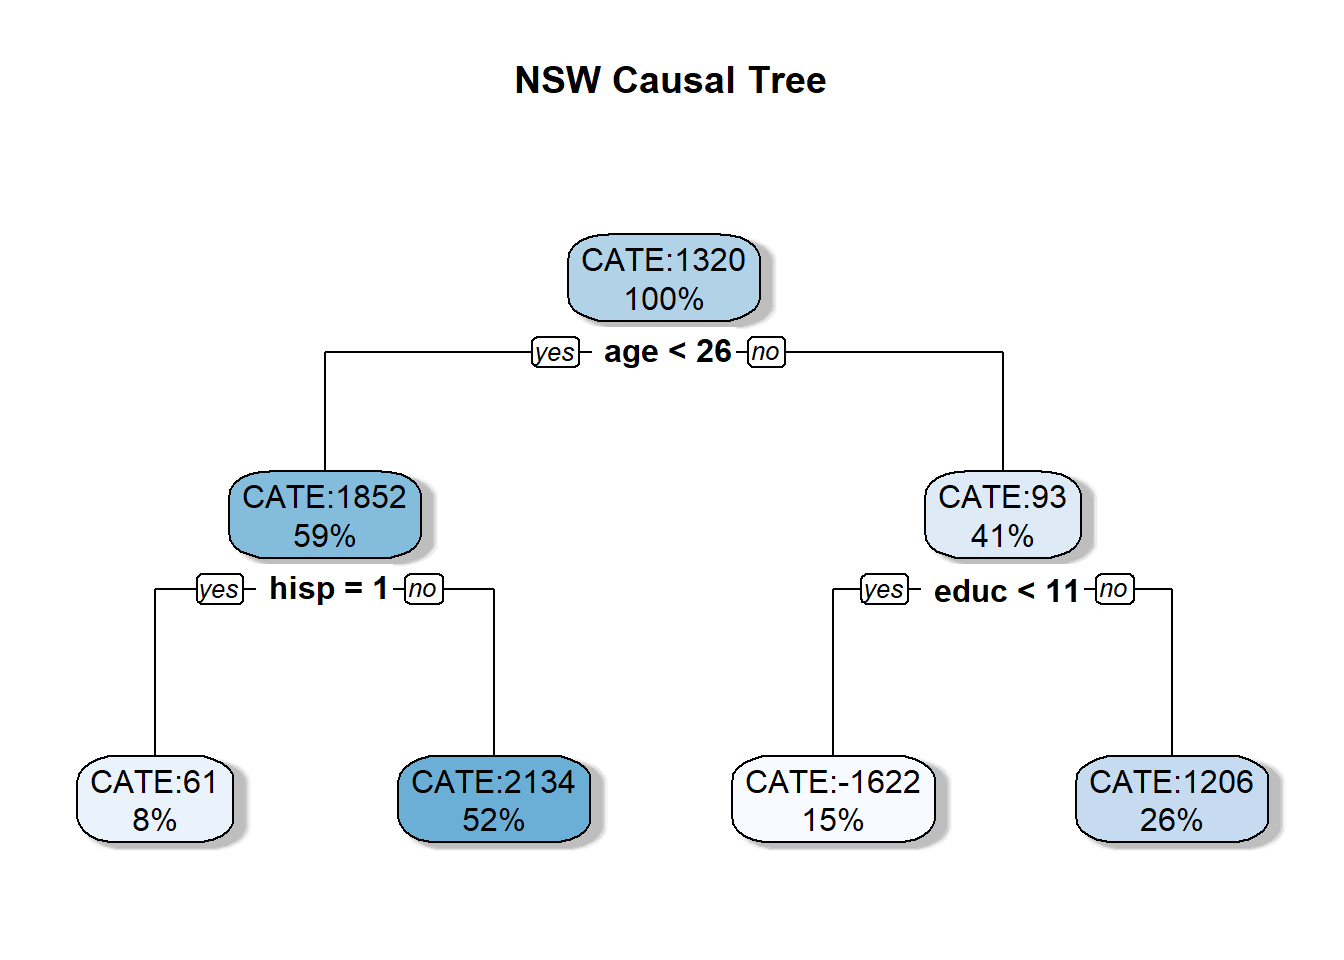 NSW Causal Tree
CATE:1320
100%
yes age < 26 no
CATE:1852
59%
CATE:93
41%
yes hisp = 1 no
yes educ < 11 no
CATE:61
8%
CATE:2134
52%
CATE:-1622
15%
CATE:1206
26%